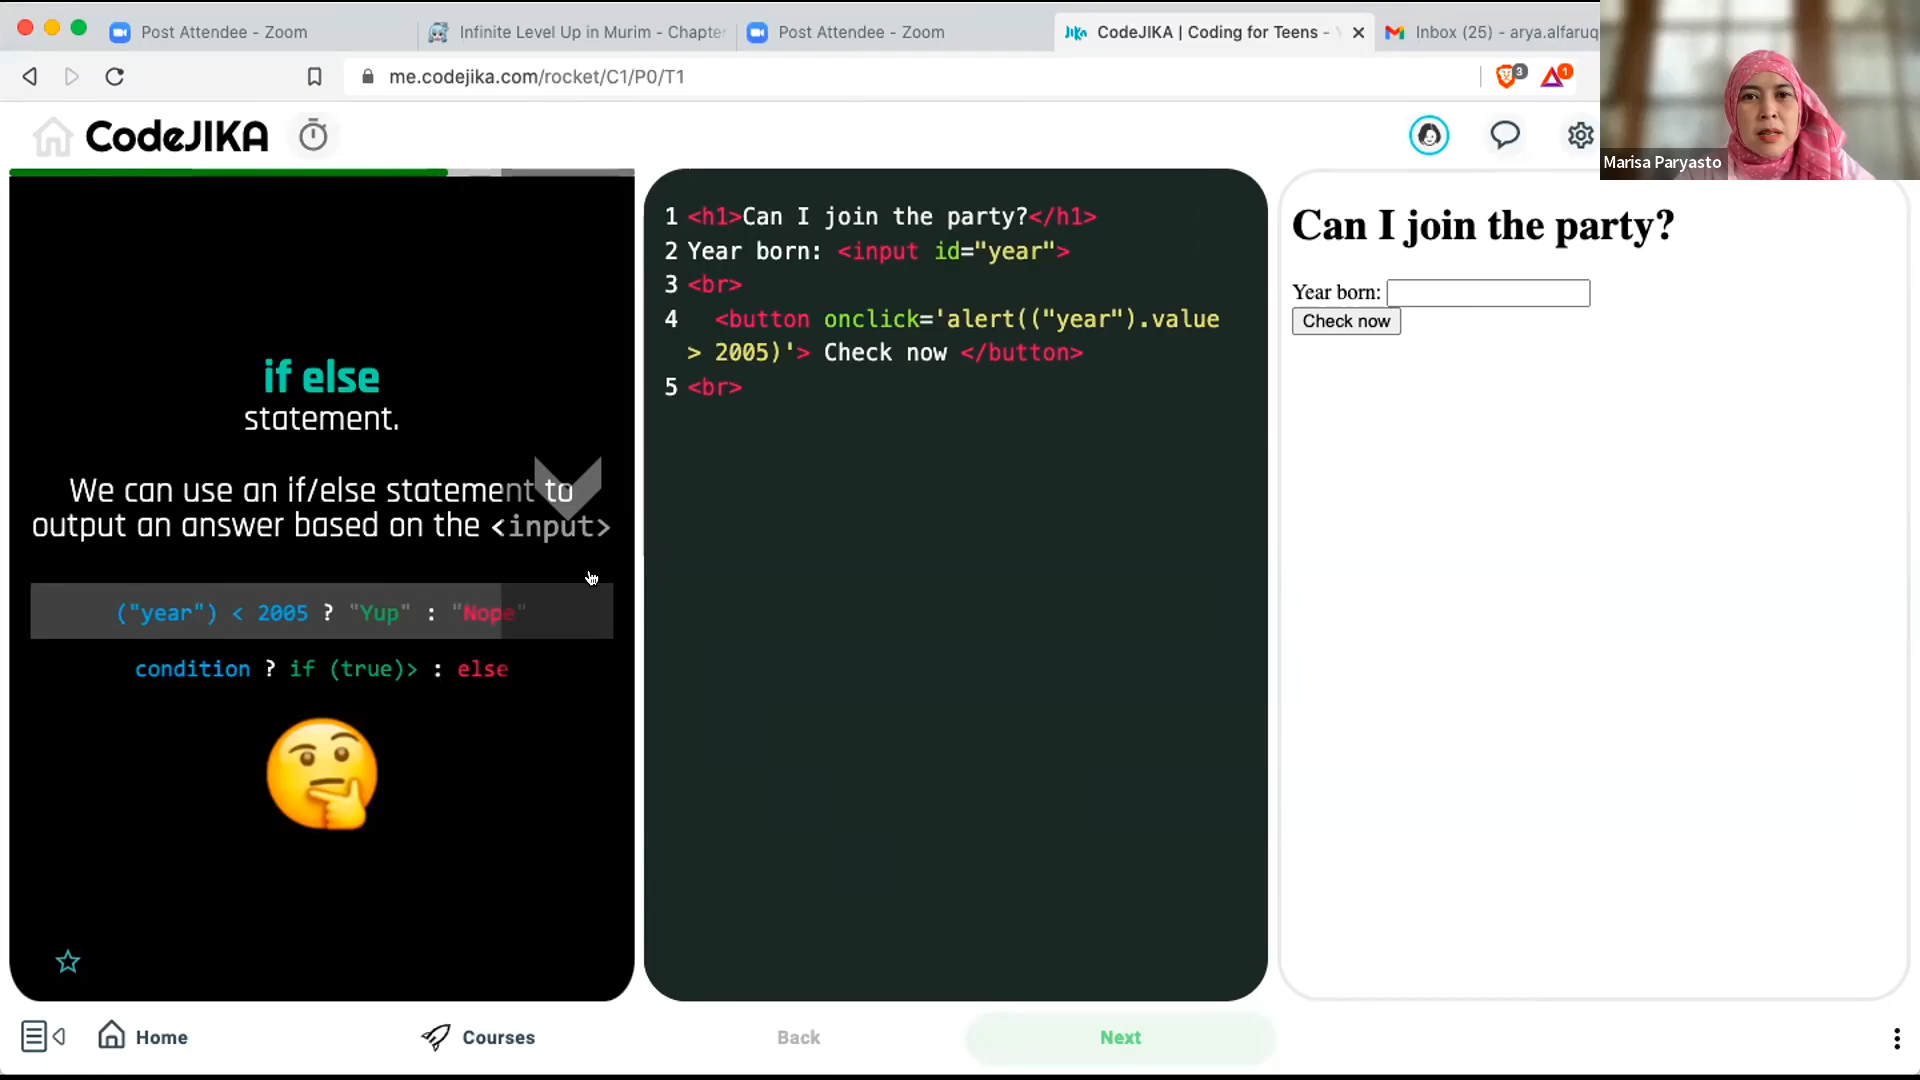 Post Attendee - Zoom
Infinite Level Up in Murim - Chapte
Post Attendee - Zoom
CodeJIKA | Coding for Teens -
Inbox (25) - arya.alfaruq
me.codejika.com/rocket/C1/P0/T1
3
1
CodeJIKA
Marisa Paryasto
if else
statement.
We can use an if/else statement to
output an answer based on the <input>
("year") < 2005 ? "Yup" : "Nope"
condition ? if (true)> : else
1 <h1>Can I join the party?</h1>
2 Year born: <input id="year">
3 <br>
4 <button onclick='alert(("year").value
> 2005)'> Check now </button>
5 <br>
Can I join the party?
Year born:
Check now
Home
Courses
Back
Next